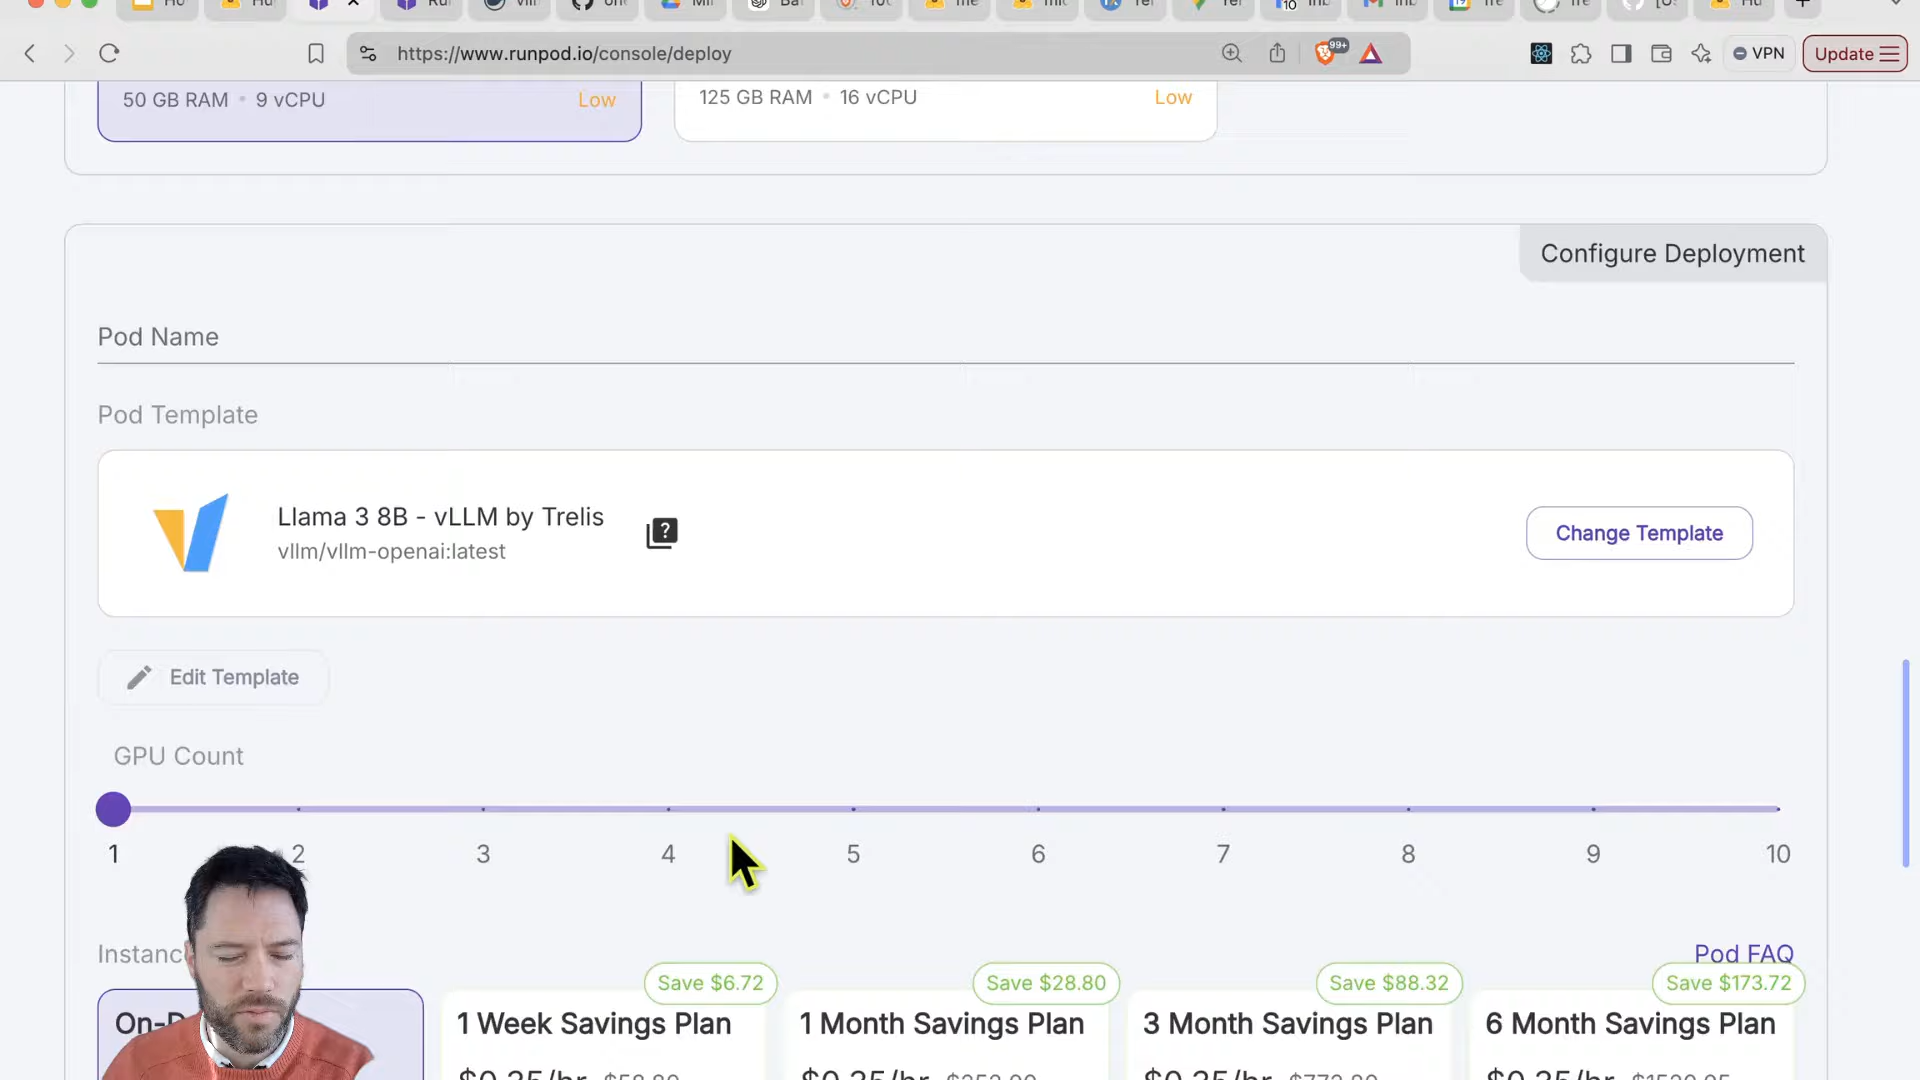 https://www.runpod.io/console/deploy
99+
VPN
Update
50 GB RAM • 9 vCPU
Low
125 GB RAM • 16 vCPU
Low
Configure Deployment
Pod Name
Pod Template
Llama 3 8B - vLLM by Trelis
vllm/vllm-openai:latest
Change Template
Edit Template
GPU Count
1 2 3 4 5 6 7 8 9 10
Pod FAQ
Save $6.72
Save $28.80
Save $88.32
Save $173.72
1 Week Savings Plan
1 Month Savings Plan
3 Month Savings Plan
6 Month Savings Plan